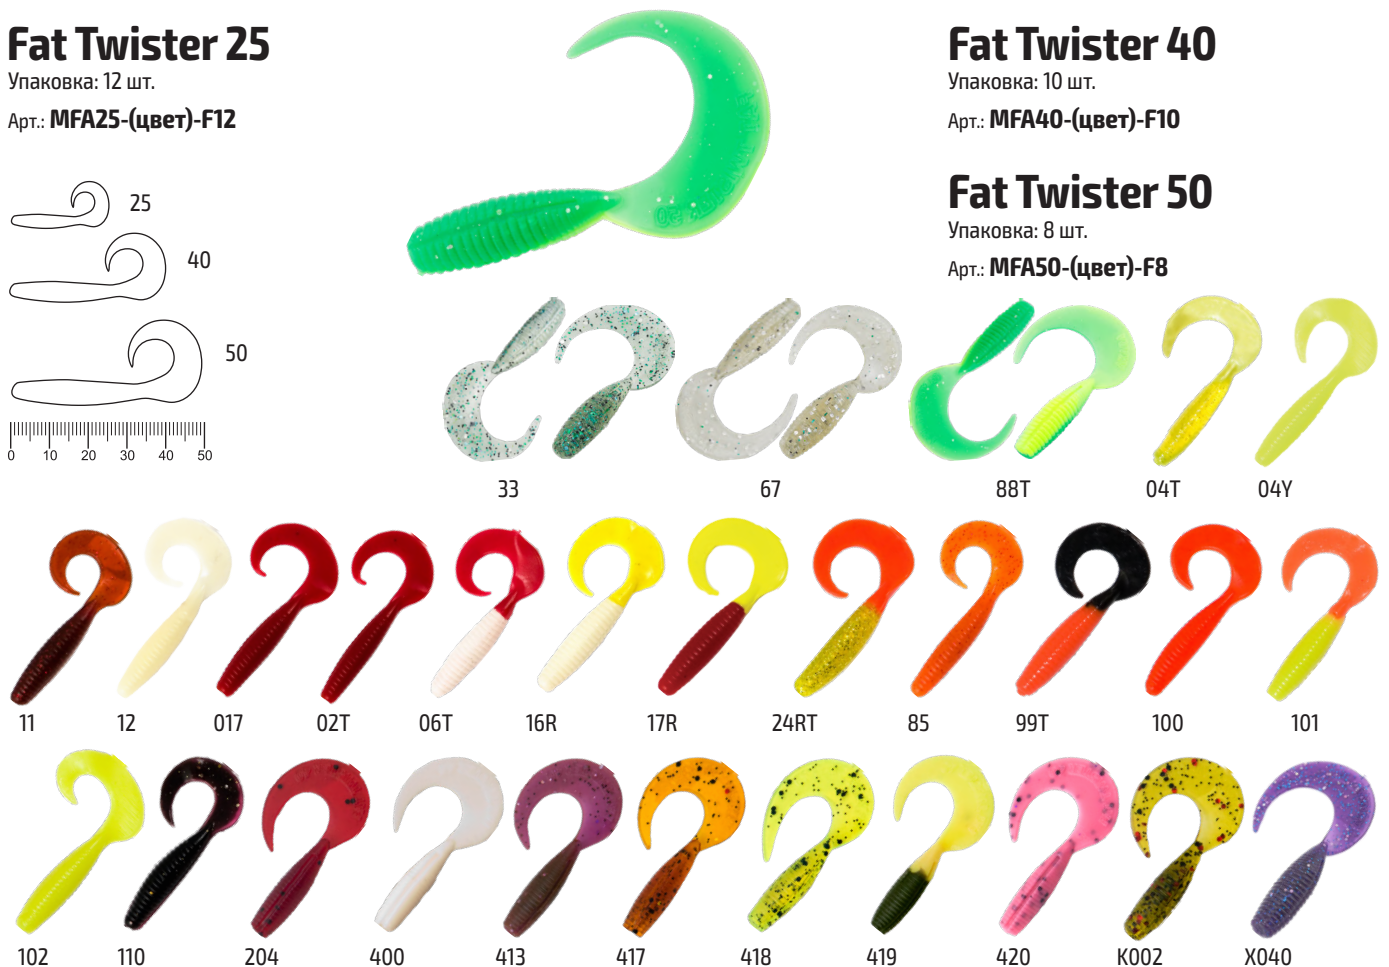 Fat Twister 25
Упаковка: 12 шт.
Арт.: MFA25-(цвет)-F12
Fat Twister 40
Упаковка: 10 шт.
Арт.: MFA40-(цвет)-F10
Fat Twister 50
Упаковка: 8 шт.
Арт.: MFA50-(цвет)-F8
25
40
50
0 10 20 30 40 50
33 67 88T 04T 04Y
11 12 017 02T 06T 16R 17R 24RT 85 99T 100 101
102 110 204 400 413 417 418 419 420 K002 X040